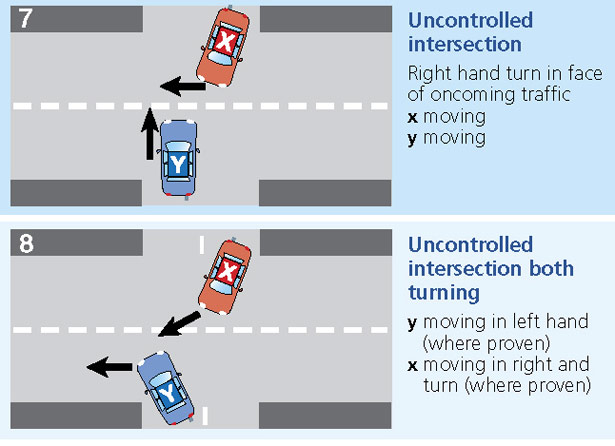 7
X
Y
Uncontrolled
intersection
Right hand turn in face
of oncoming traffic
x moving
y moving
8
X
Y
Uncontrolled
intersection both
turning
y moving in left hand
(where proven)
x moving in right and
turn (where proven)